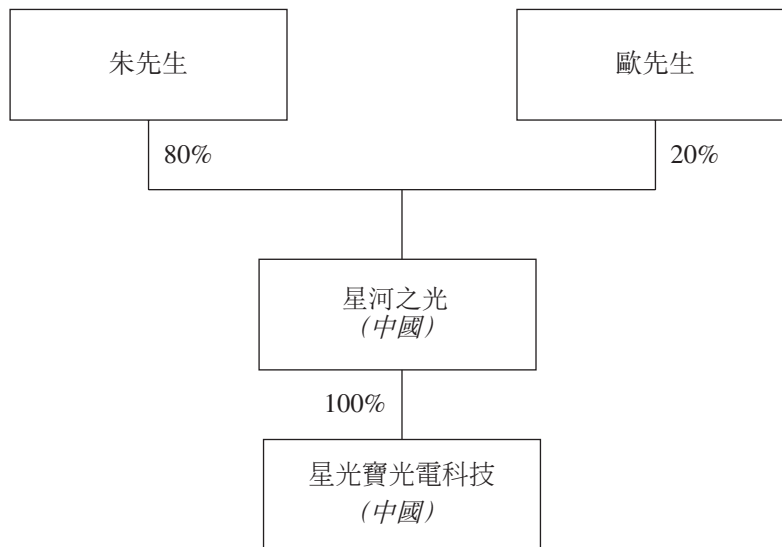 朱先生
歐先生
80%
20%
星河之光
(中國)
100%
星光寶光電科技
(中國)